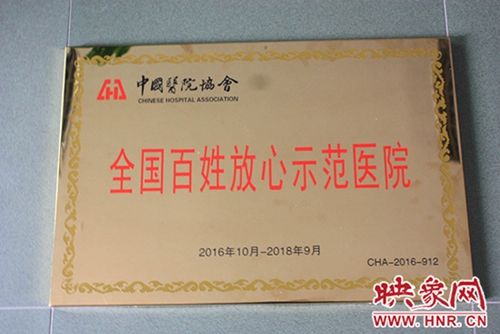 中國醫院協會
CHINESE HOSPITAL ASSOCIATION
全国百姓放心示范医院
2016年10月-2018年9月
CHA-2016-912
映象网
WWW.HNR.CN